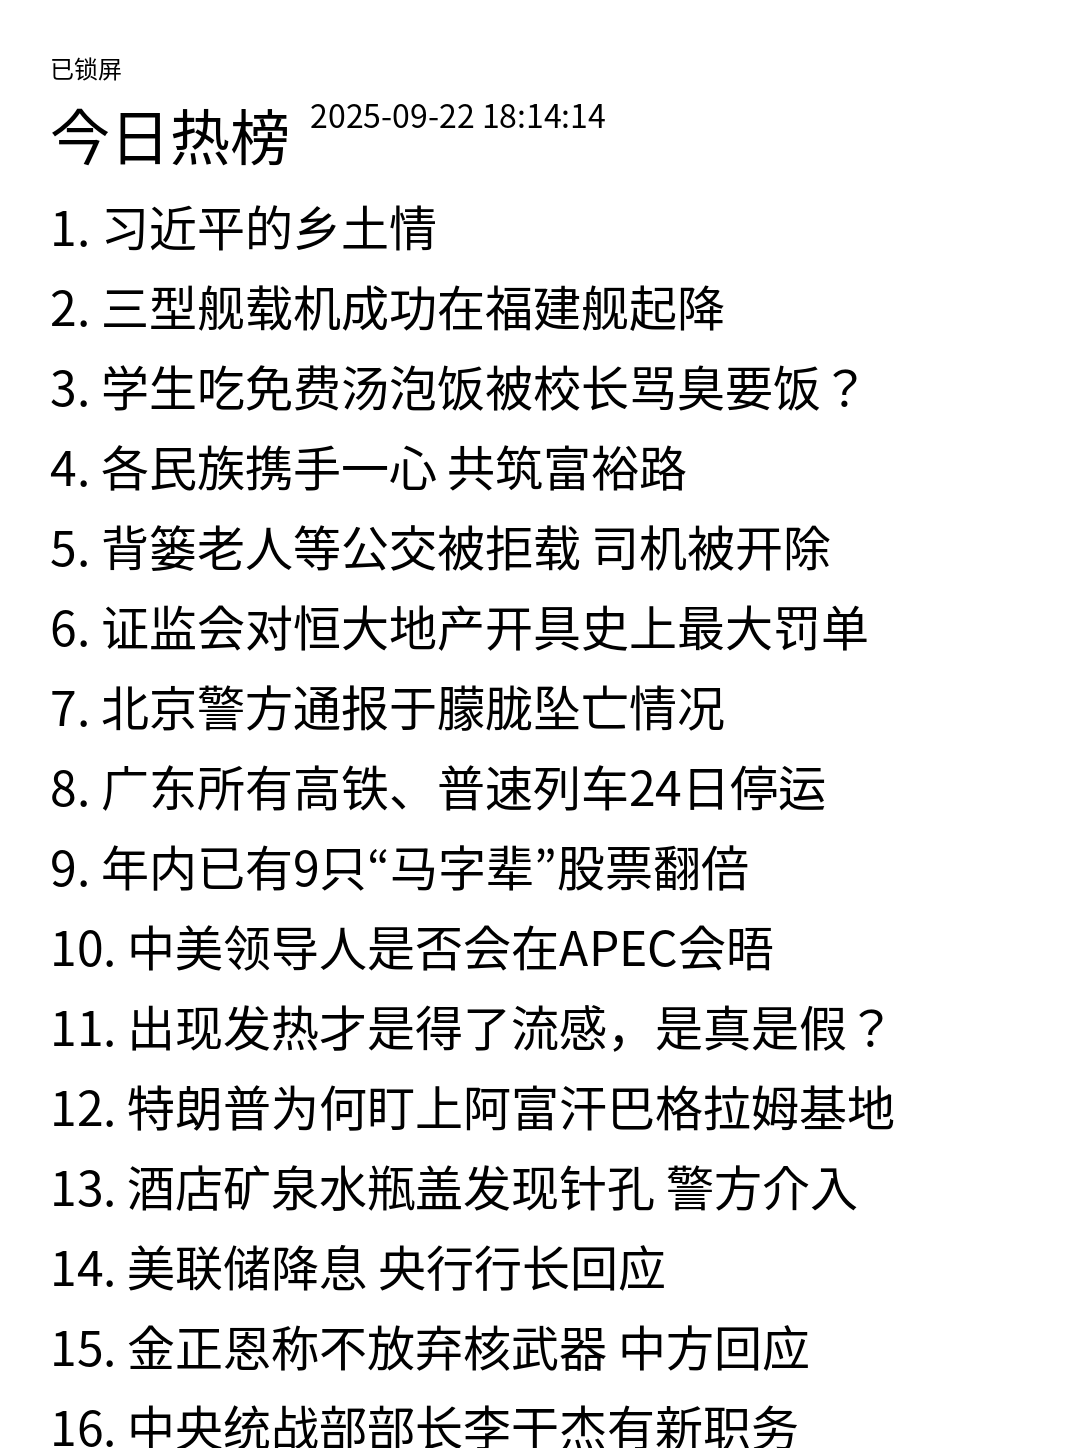 已锁屏
今日热榜 2025-09-22 18:14:14
1. 习近平的乡土情
2. 三型舰载机成功在福建舰起降
3. 学生吃免费汤泡饭被校长骂臭要饭？
4. 各民族携手一心 共筑富裕路
5. 背篓老人等公交被拒载 司机被开除
6. 证监会对恒大地产开具史上最大罚单
7. 北京警方通报于朦胧坠亡情况
8. 广东所有高铁、普速列车24日停运
9. 年内已有9只“马字辈”股票翻倍
10. 中美领导人是否会在APEC会晤
11. 出现发热才是得了流感，是真是假？
12. 特朗普为何盯上阿富汗巴格拉姆基地
13. 酒店矿泉水瓶盖发现针孔 警方介入
14. 美联储降息 央行行长回应
15. 金正恩称不放弃核武器 中方回应
16. 中央统战部部长李干杰有新职务